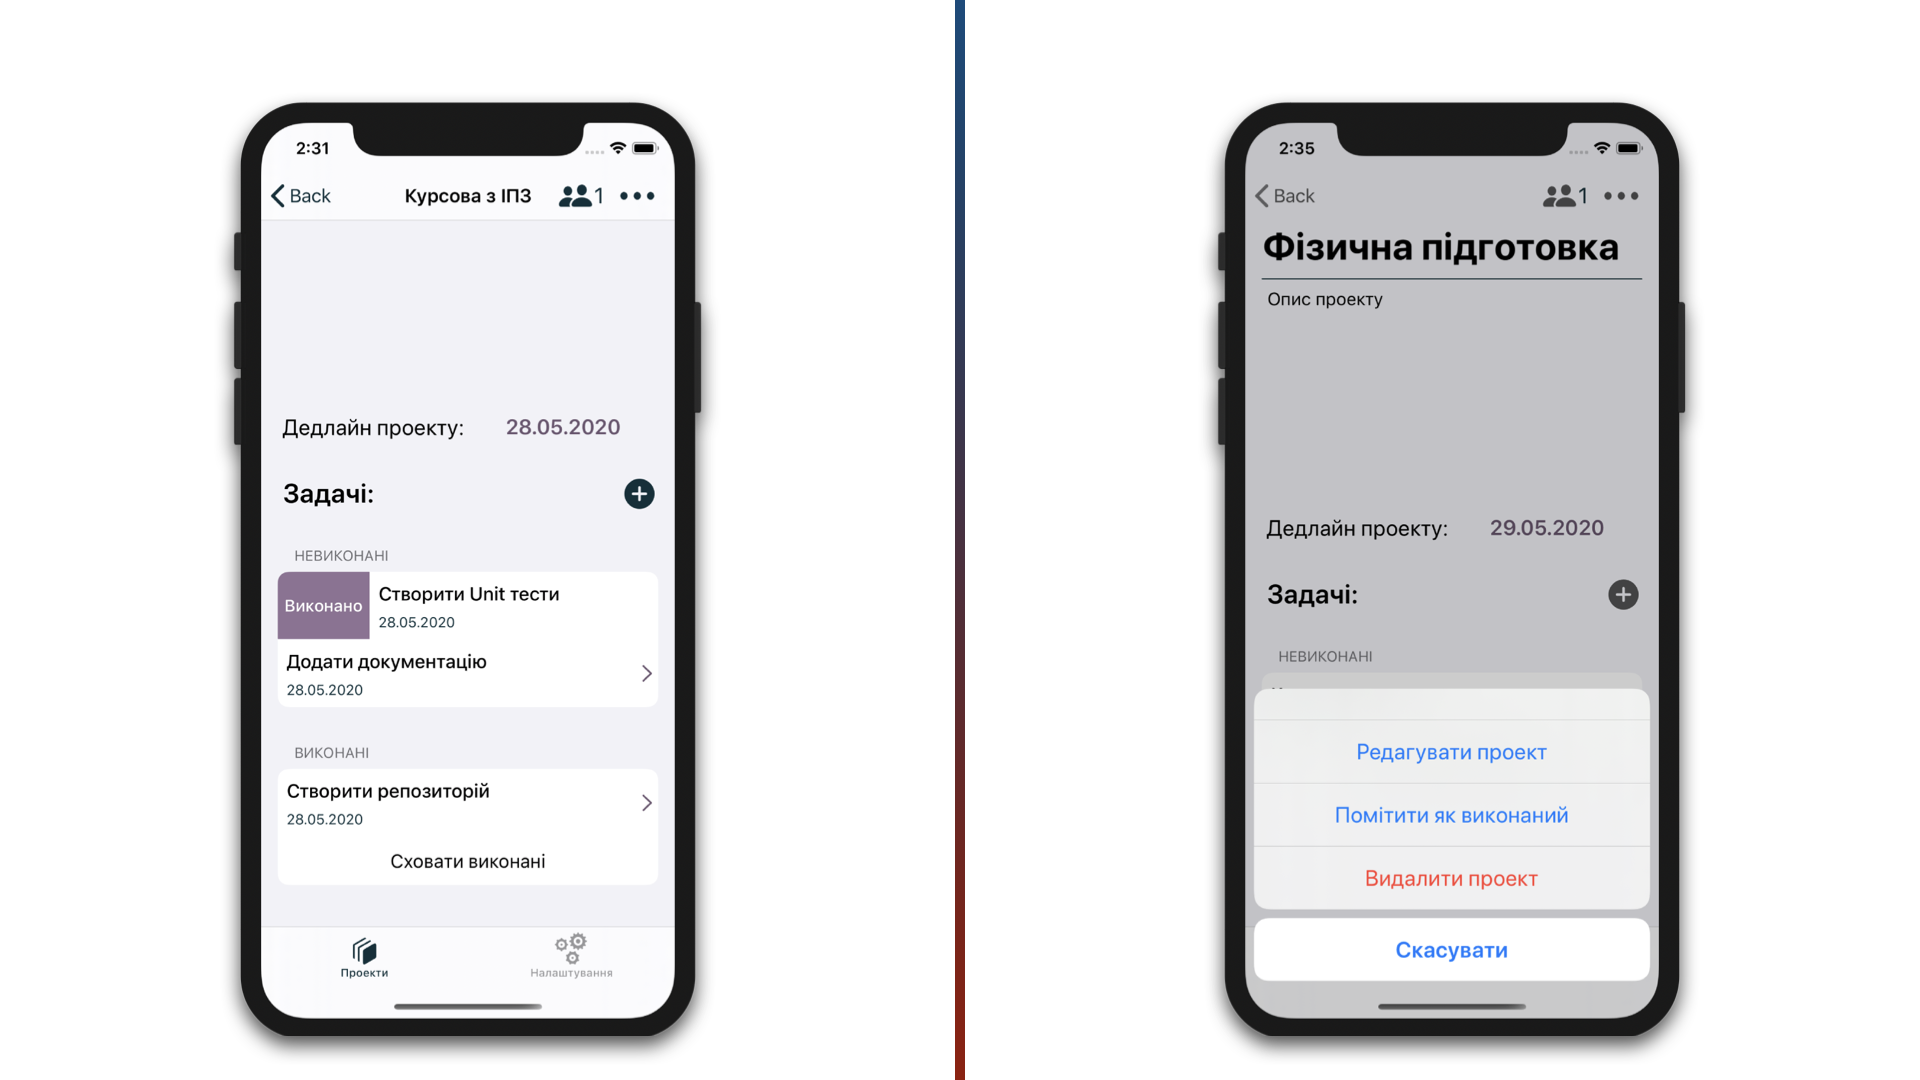 2:31
Back
Курсова з ІПЗ
1
Дедлайн проекту: 28.05.2020
Задачі:
НЕВИКОНАНІ
Виконано
Створити Unit тести
28.05.2020
Додати документацію
28.05.2020
ВИКОНАНІ
Створити репозиторій
28.05.2020
Сховати виконані
Проекти
Налаштування
2:35
Back
1
Фізична підготовка
Опис проекту
Дедлайн проекту: 29.05.2020
Задачі:
НЕВИКОНАНІ
Редагувати проект
Помітити як виконаний
Видалити проект
Скасувати